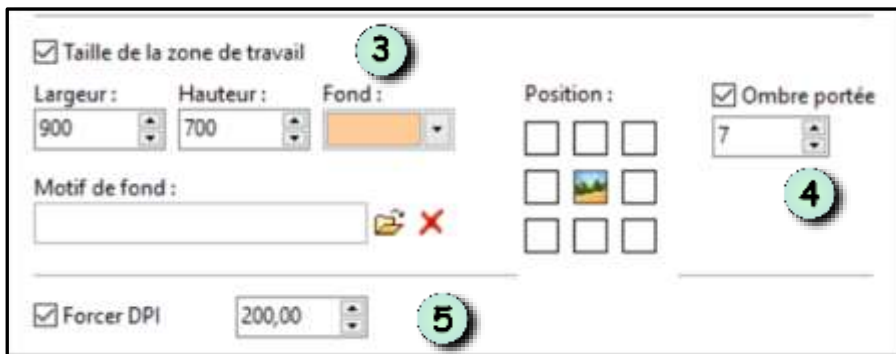 Taille de la zone de travail
3
Largeur : Hauteur : Fond : Position : Ombre portée
900 700 7
Motif de fond :
4
Forcer DPI 200,00 5